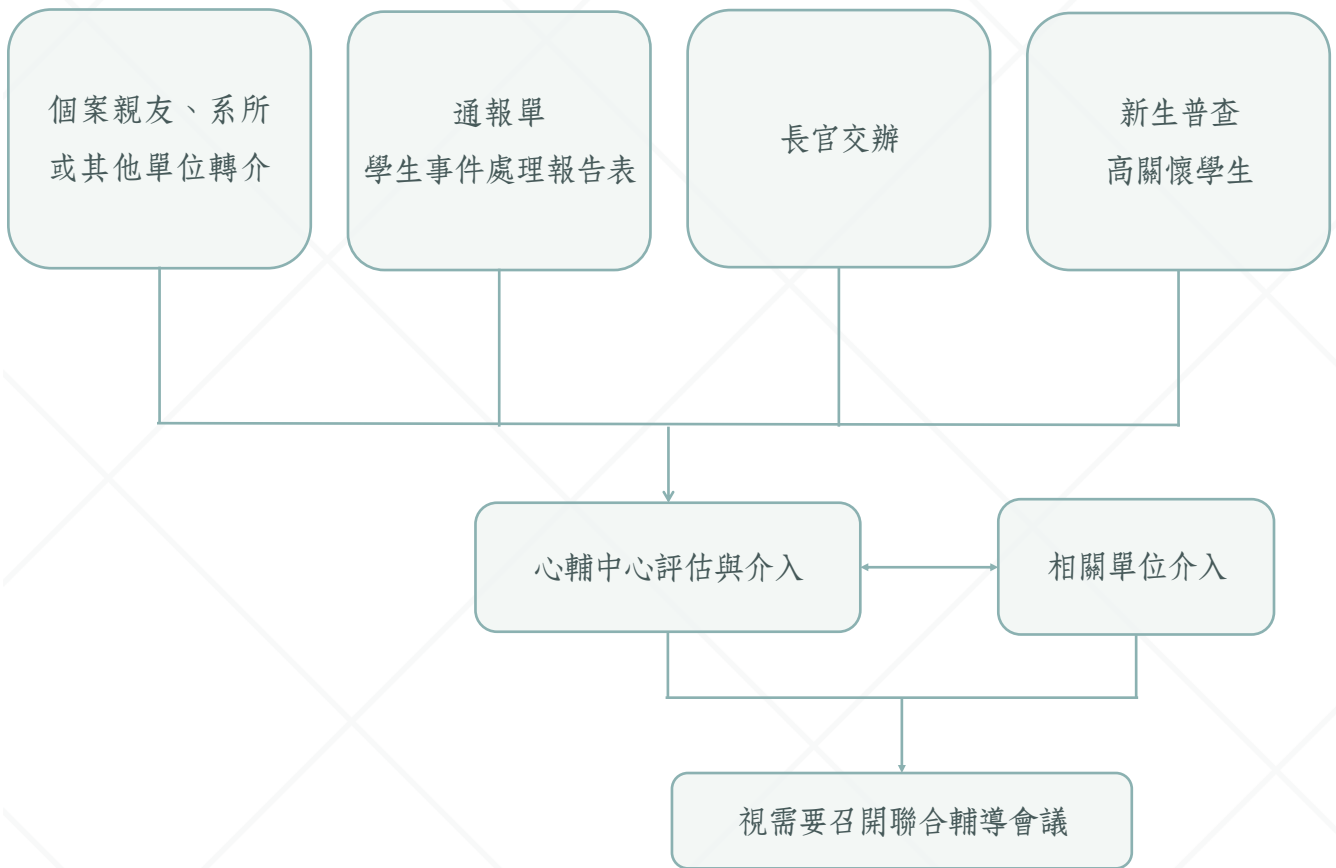 個案親友、系所
或其他單位轉介
通報單
學生事件處理報告表
長官交辦
新生普查
高關懷學生
心輔中心評估與介入
相關單位介入
視需要召開聯合輔導會議